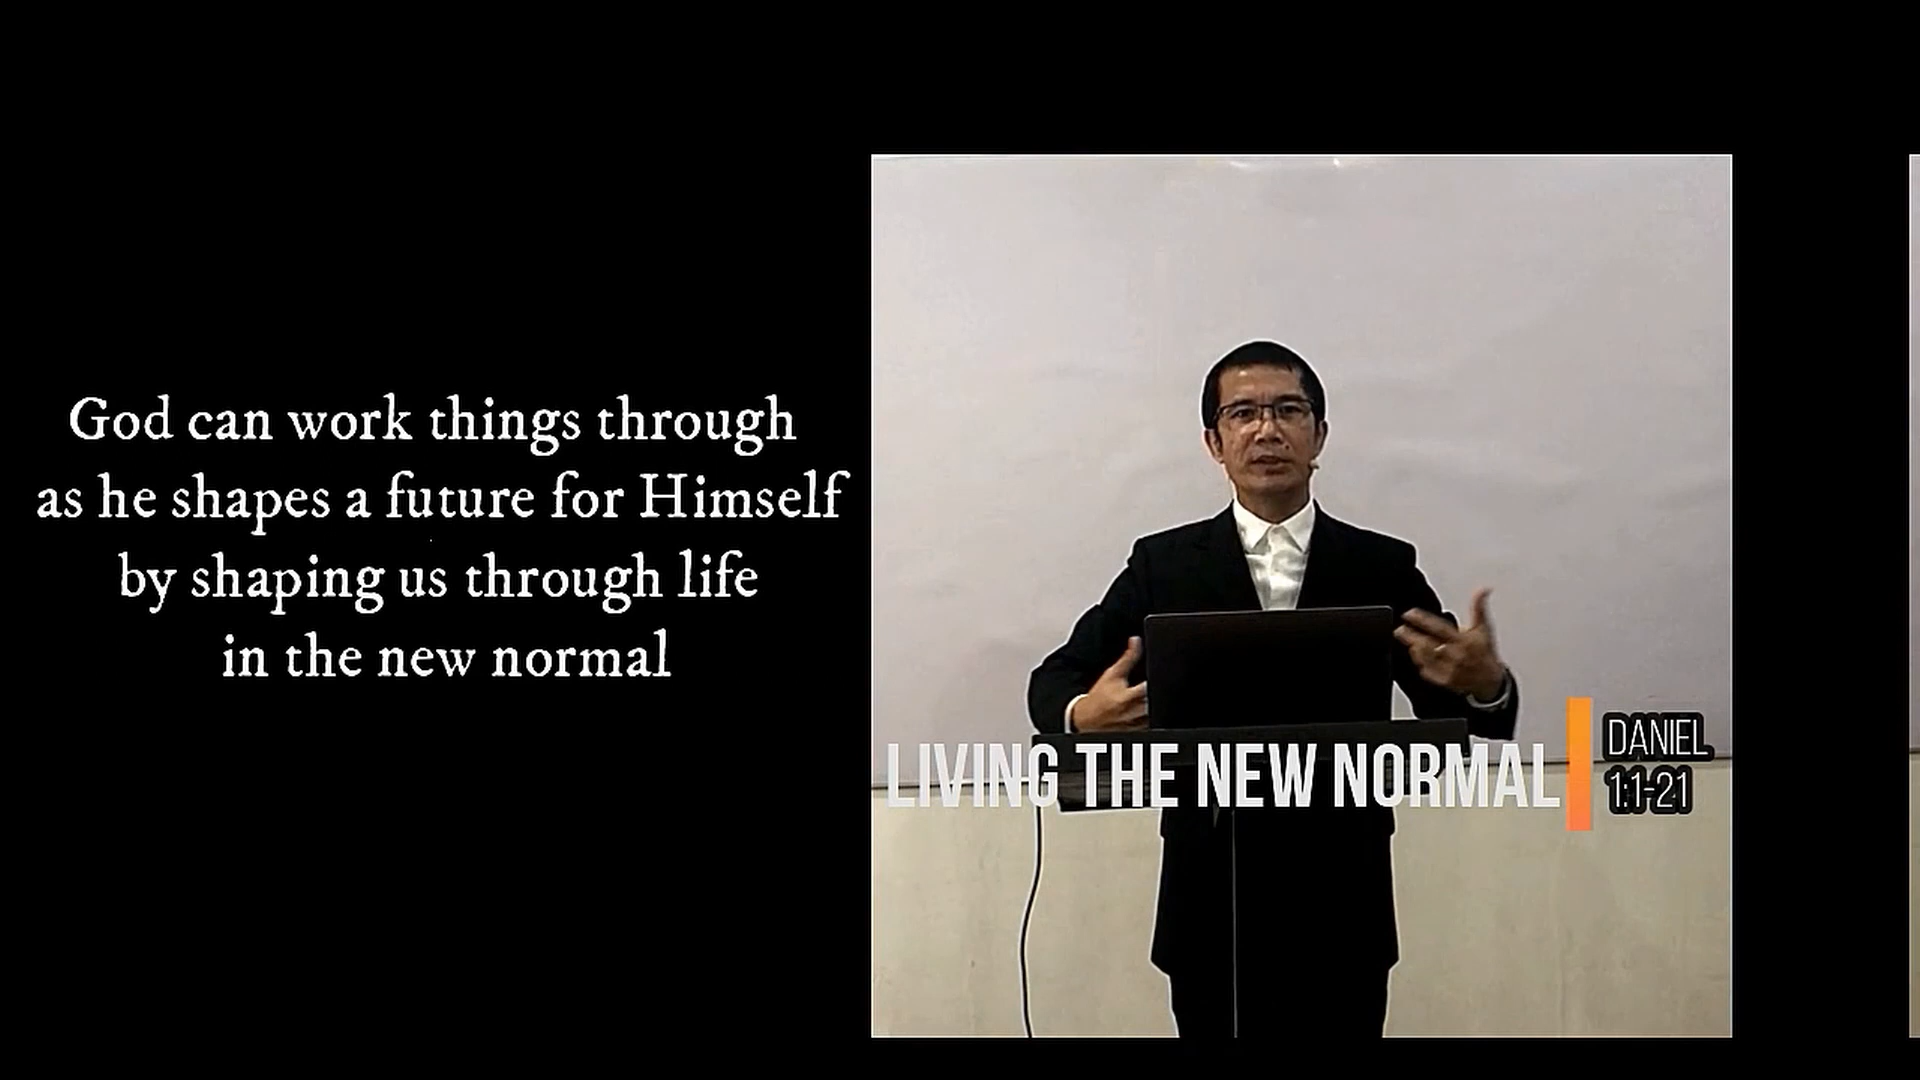 God can work things through
as he shapes a future for Himself
by shaping us through life
in the new normal
LIVING THE NEW NORMAL
DANIEL
1:1-21